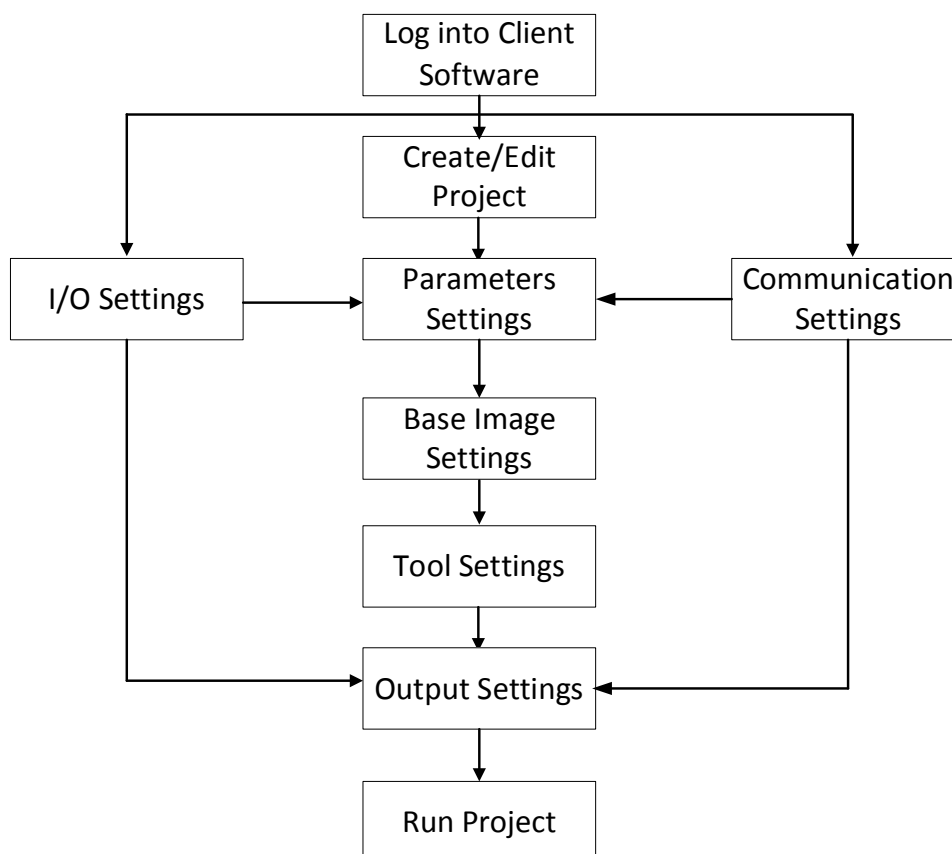 Log into Client
Software
Create/Edit
Project
I/O Settings
Parameters
Settings
Communication
Settings
Base Image
Settings
Tool Settings
Output Settings
Run Project